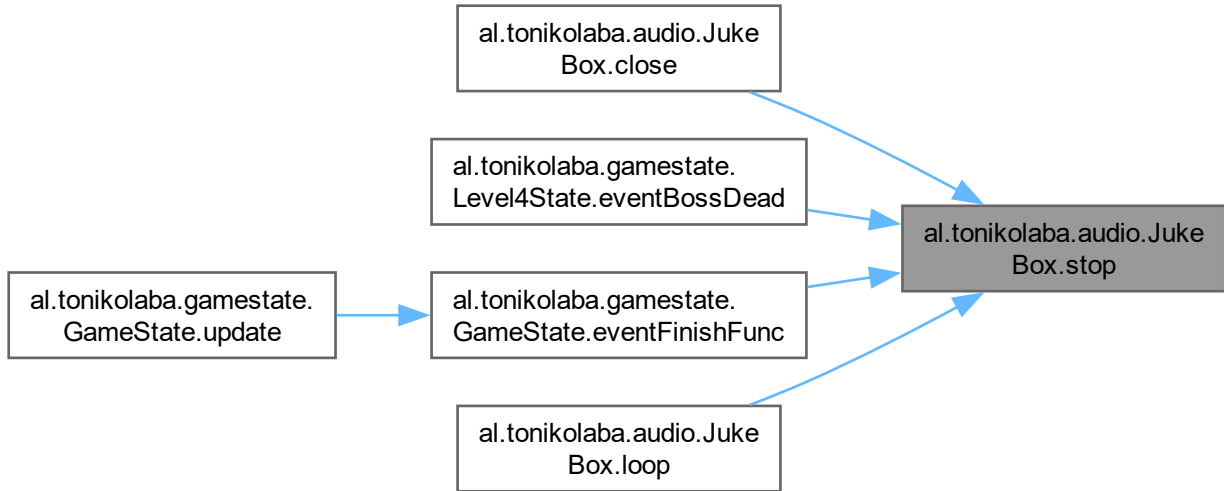 al.tonikolaba.audio.Juke
Box.close
al.tonikolaba.gamestate.
Level4State.eventBossDead
al.tonikolaba.audio.Juke
Box.stop
al.tonikolaba.gamestate.
GameState.update
al.tonikolaba.gamestate.
GameState.eventFinishFunc
al.tonikolaba.audio.Juke
Box.loop